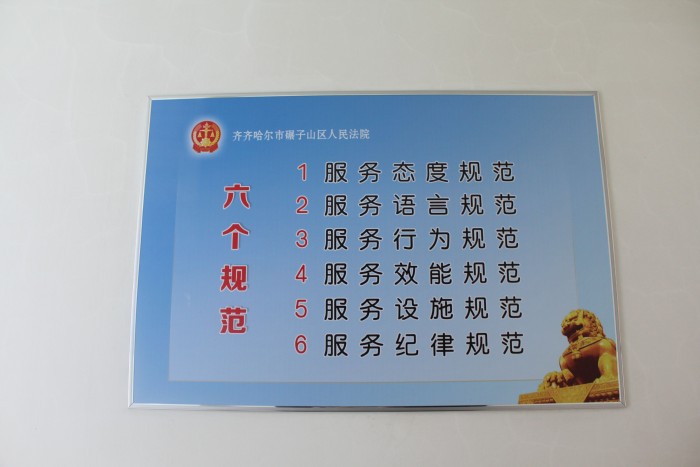 齐齐哈尔市碾子山区人民法院
六个规范
1 服务态度规范
2 服务语言规范
3 服务行为规范
4 服务效能规范
5 服务设施规范
6 服务纪律规范